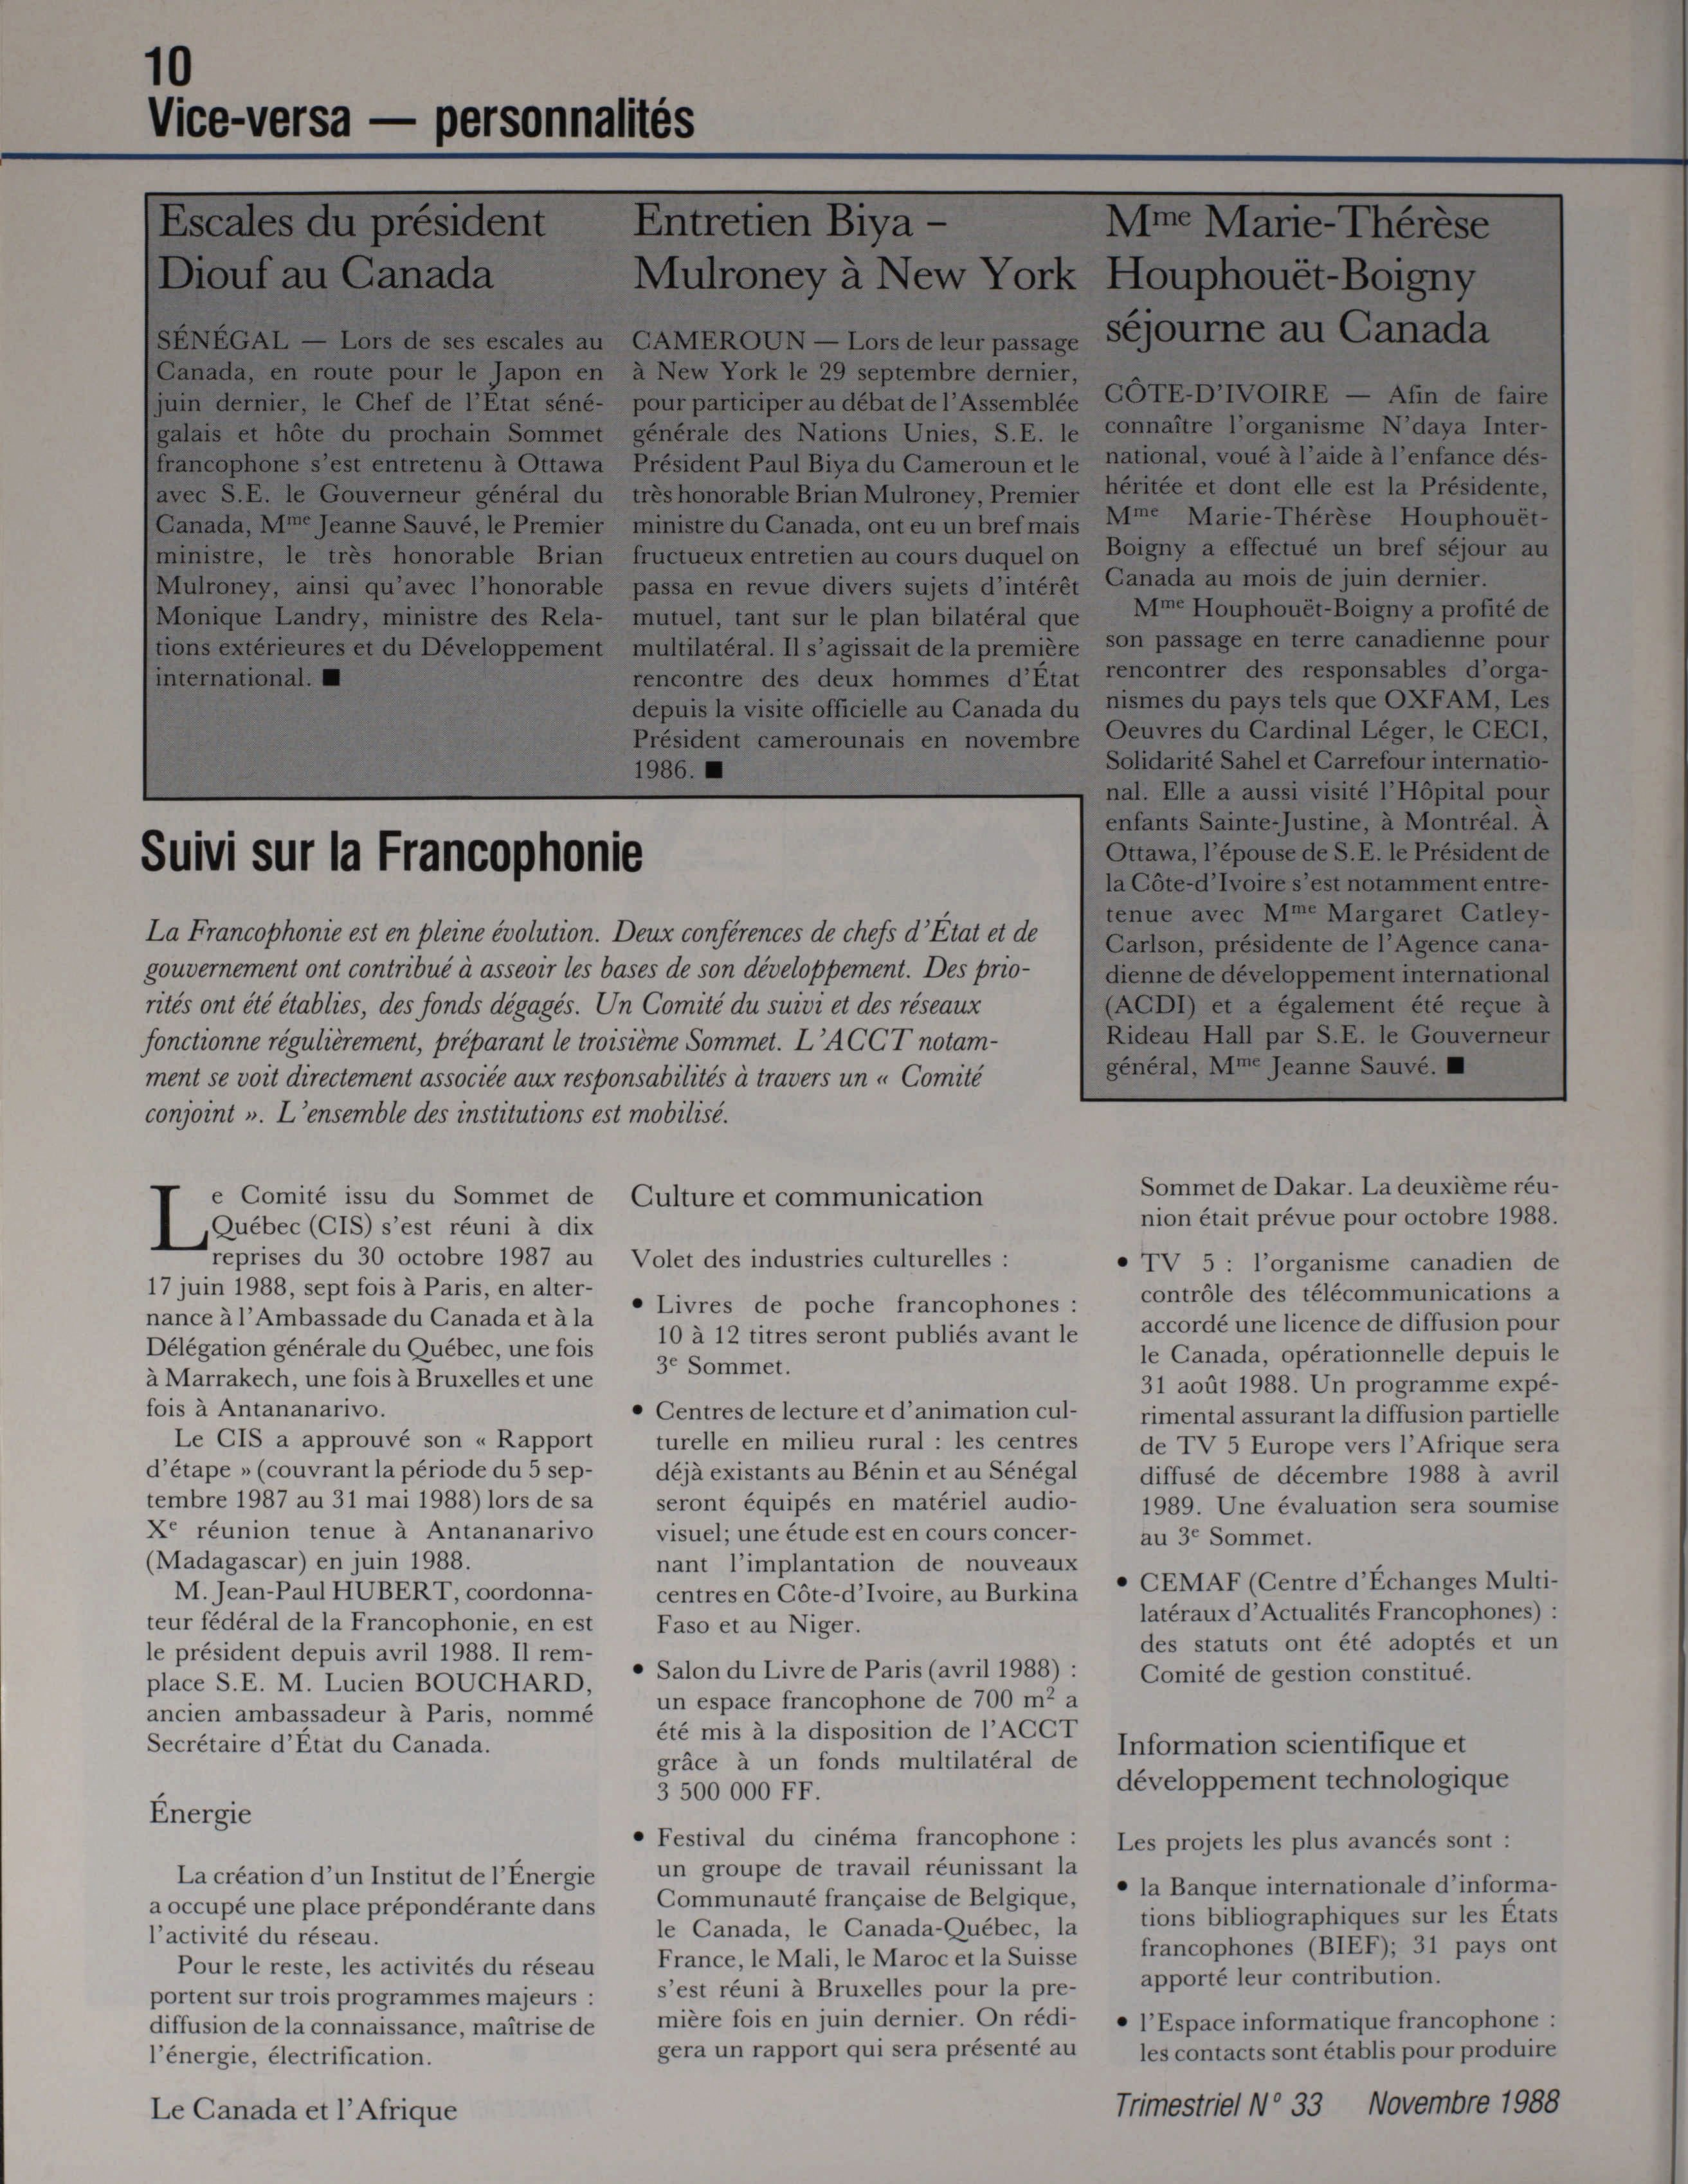 10
Vice-versa — personnalités
Escales du président
Diouf au Canada
SÉNÉGAL — Lors de ses escales au
Canada, en route pour le Japon en
juin dernier, le Chef de l'État séné-
galais et hôte du prochain Sommet
francophone s'est entretenu à Ottawa
avec S.E. le Gouverneur général du
Canada, Mme Jeanne Sauvé, le Premier
ministre, le très honorable Brian
Mulroney, ainsi qu'avec l'honorable
Monique Landry, ministre des Rela-
tions extérieures et du Développement
international. ■
Entretien Biya –
Mulroney à New York
CAMEROUN — Lors de leur passage
à New York le 29 septembre dernier,
pour participer au débat de l'Assemblée
générale des Nations Unies, S.E. le
Président Paul Biya du Cameroun et le
très honorable Brian Mulroney, Premier
ministre du Canada, ont eu un bref mais
fructueux entretien au cours duquel on
passa en revue divers sujets d'intérêt
mutuel, tant sur le plan bilatéral que
multilatéral. Il s'agissait de la première
rencontre des deux hommes d'État
depuis la visite officielle au Canada du
Président camerounais en novembre
1986. ■
Mme Marie-Thérèse
Houphouët-Boigny
séjourne au Canada
CÔTE-D'IVOIRE — Afin de faire
connaître l'organisme N'daya Inter-
national, voué à l'aide à l'enfance dés-
héritée et dont elle est la Présidente,
Mme Marie-Thérèse Houphouët-
Boigny a effectué un bref séjour au
Canada au mois de juin dernier.
Mme Houphouët-Boigny a profité de
son passage en terre canadienne pour
rencontrer des responsables d'orga-
nismes du pays tels que OXFAM, Les
Oeuvres du Cardinal Léger, le CECI,
Solidarité Sahel et Carrefour internatio-
nal. Elle a aussi visité l'Hôpital pour
enfants Sainte-Justine, à Montréal. À
Ottawa, l'épouse de S.E. le Président de
la Côte-d'Ivoire s'est notamment entre-
tenue avec Mme Margaret Catley-
Carlson, présidente de l'Agence cana-
dienne de développement international
(ACDI) et a également été reçue à
Rideau Hall par S.E. le Gouverneur
général, Mme Jeanne Sauvé. ■
Suivi sur la Francophonie
La Francophonie est en pleine évolution. Deux conférences de chefs d'État et de
gouvernement ont contribué à asseoir les bases de son développement. Des prio-
rités ont été établies, des fonds dégagés. Un Comité du suivi et des réseaux
fonctionne régulièrement, préparant le troisième Sommet. L'ACCT notam-
ment se voit directement associée aux responsabilités à travers un « Comité
conjoint ». L'ensemble des institutions est mobilisé.
Le Comité issu du Sommet de
Québec (CIS) s'est réuni à dix
reprises du 30 octobre 1987 au
17 juin 1988, sept fois à Paris, en alter-
nance à l'Ambassade du Canada et à la
Délégation générale du Québec, une fois
à Marrakech, une fois à Bruxelles et une
fois à Antananarivo.
Le CIS a approuvé son « Rapport
d'étape » (couvrant la période du 5 sep-
tembre 1987 au 31 mai 1988) lors de sa
Xe réunion tenue à Antananarivo
(Madagascar) en juin 1988.
M. Jean-Paul HUBERT, coordonna-
teur fédéral de la Francophonie, en est
le président depuis avril 1988. Il rem-
place S.E. M. Lucien BOUCHARD,
ancien ambassadeur à Paris, nommé
Secrétaire d'État du Canada.
Énergie
La création d'un Institut de l'Énergie
a occupé une place prépondérante dans
l'activité du réseau.
Pour le reste, les activités du réseau
portent sur trois programmes majeurs :
diffusion de la connaissance, maîtrise de
l'énergie, électrification.
Culture et communication
Volet des industries culturelles :
• Livres de poche francophones :
10 à 12 titres seront publiés avant le
3e Sommet.
• Centres de lecture et d'animation cul-
turelle en milieu rural : les centres
déjà existants au Bénin et au Sénégal
seront équipés en matériel audio-
visuel; une étude est en cours concer-
nant l'implantation de nouveaux
centres en Côte-d'Ivoire, au Burkina
Faso et au Niger.
• Salon du Livre de Paris (avril 1988) :
un espace francophone de 700 m² a
été mis à la disposition de l'ACCT
grâce à un fonds multilatéral de
3 500 000 FF.
• Festival du cinéma francophone :
un groupe de travail réunissant la
Communauté française de Belgique,
le Canada, le Canada-Québec, la
France, le Mali, le Maroc et la Suisse
s'est réuni à Bruxelles pour la pre-
mière fois en juin dernier. On rédi-
gera un rapport qui sera présenté au
Sommet de Dakar. La deuxième réu-
nion était prévue pour octobre 1988.
• TV 5 : l'organisme canadien de
contrôle des télécommunications a
accordé une licence de diffusion pour
le Canada, opérationnelle depuis le
31 août 1988. Un programme expé-
rimental assurant la diffusion partielle
de TV 5 Europe vers l'Afrique sera
diffusé de décembre 1988 à avril
1989. Une évaluation sera soumise
au 3e Sommet.
• CEMAF (Centre d'Échanges Multi-
latéraux d'Actualités Francophones) :
des statuts ont été adoptés et un
Comité de gestion constitué.
Information scientifique et
développement technologique
Les projets les plus avancés sont :
• la Banque internationale d'informa-
tions bibliographiques sur les États
francophones (BIEF); 31 pays ont
apporté leur contribution.
• l'Espace informatique francophone :
les contacts sont établis pour produire
Le Canada et l'Afrique
Trimestriel N° 33 Novembre 1988